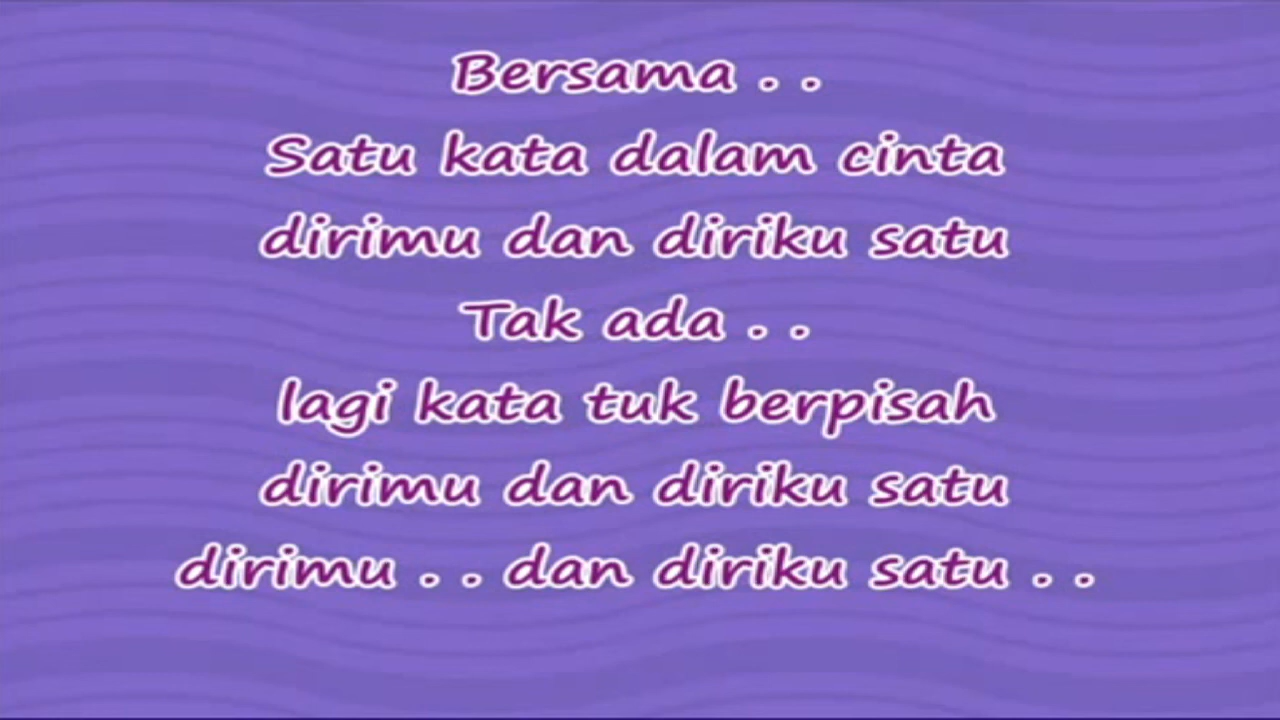 Bersama . .
Satu kata dalam cinta
dirimu dan diriku satu
Tak ada . .
lagi kata tuk berpisah
dirimu dan diriku satu
dirimu . . dan diriku satu . .